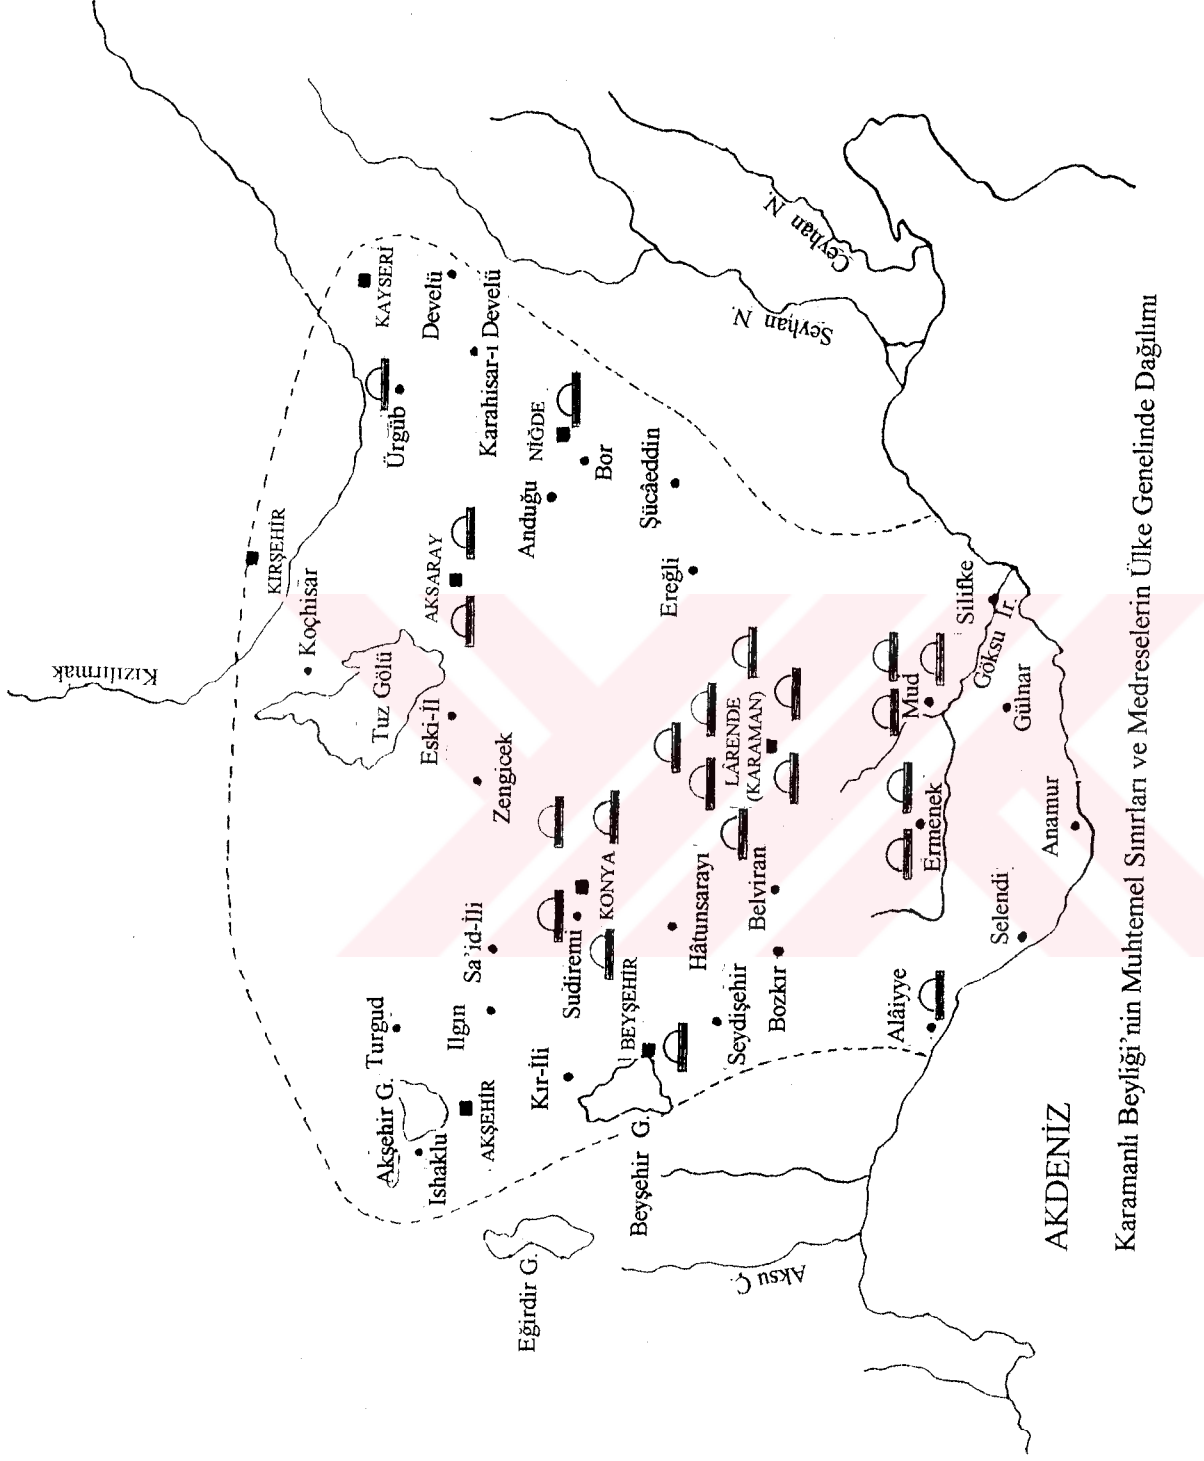 Kızılırmak
KIRŞEHİR
Koçhisar
KAYSERİ
Ürgüb
Develü
Karahisar-ı Develü
Tuz Gölü
AKSARAY
Eski-İl
Anduğu
NİĞDE
Bor
Zengicek
Turgud
Akşehir G.
Ishaklu
AKŞEHİR
Ilgın
Sa'id-İli
Kır-İli
Sudiremi
KONYA
Şücâeddin
Ereğli
Eğirdir G.
Beyşehir G.
BEYŞEHİR
Hâtunsarayı
LÂRENDE
(KARAMAN)
Seydişehir
Belviran
Bozkır
Seyhan N.
Ceyhan N.
Aksu Ç.
Alâiyye
Ermenek
Mud
Silifke
Göksu Ir.
Gülnar
Selendi
Anamur
AKDENİZ
Karamanlı Beyliği'nin Muhtemel Sınırları ve Medreselerin Ülke Genelinde Dağılımı